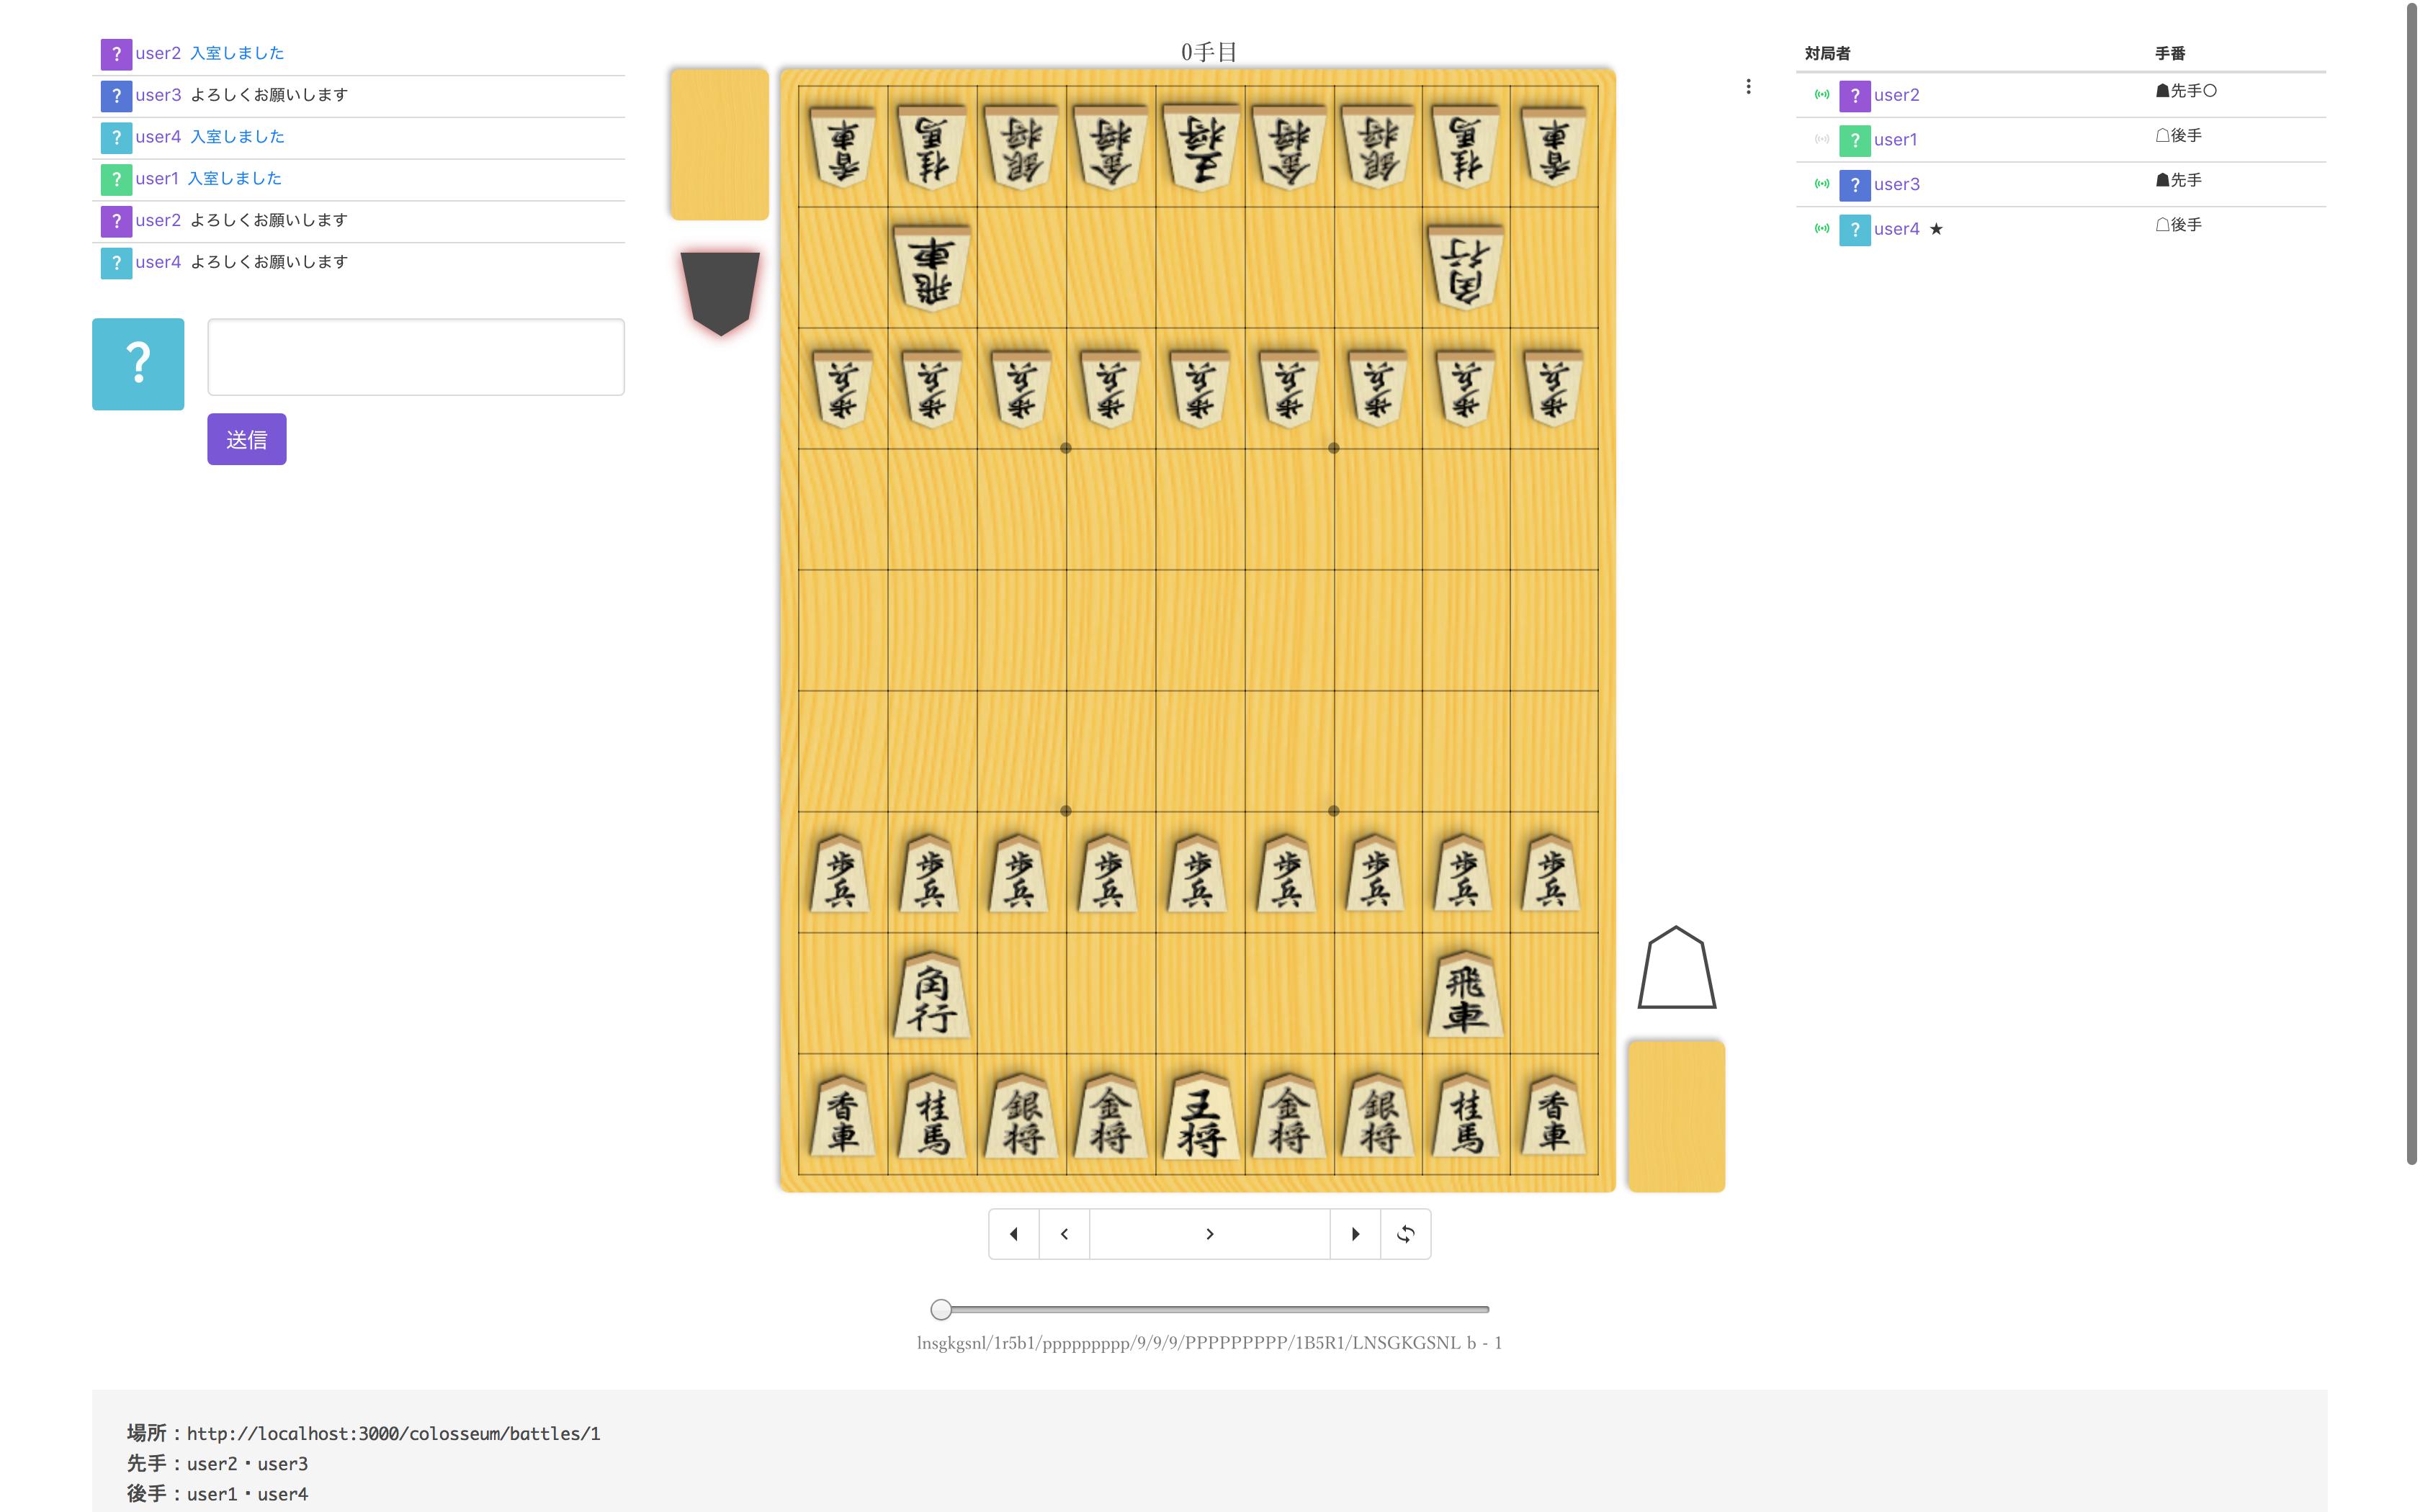 ? user2 入室しました
? user3 よろしくお願いします
? user4 入室しました
? user1 入室しました
? user2 よろしくお願いします
? user4 よろしくお願いします
?
送信
0手目
香車 桂馬 銀将 金将 王将 金将 銀将 桂馬 香車
飛車 角行
歩兵 歩兵 歩兵 歩兵 歩兵 歩兵 歩兵 歩兵 歩兵
歩兵 歩兵 歩兵 歩兵 歩兵 歩兵 歩兵 歩兵 歩兵
角行 飛車
香車 桂馬 銀将 金将 王将 金将 銀将 桂馬 香車
lnsgkgsnl/1r5b1/ppppppppp/9/9/9/PPPPPPPPP/1B5R1/LNSGKGSNL b - 1
対局者 手番
? user2 ☗先手○
? user1 ☖後手
? user3 ☗先手
? user4 ★ ☖後手
場所：http://localhost:3000/colosseum/battles/1
先手：user2・user3
後手：user1・user4